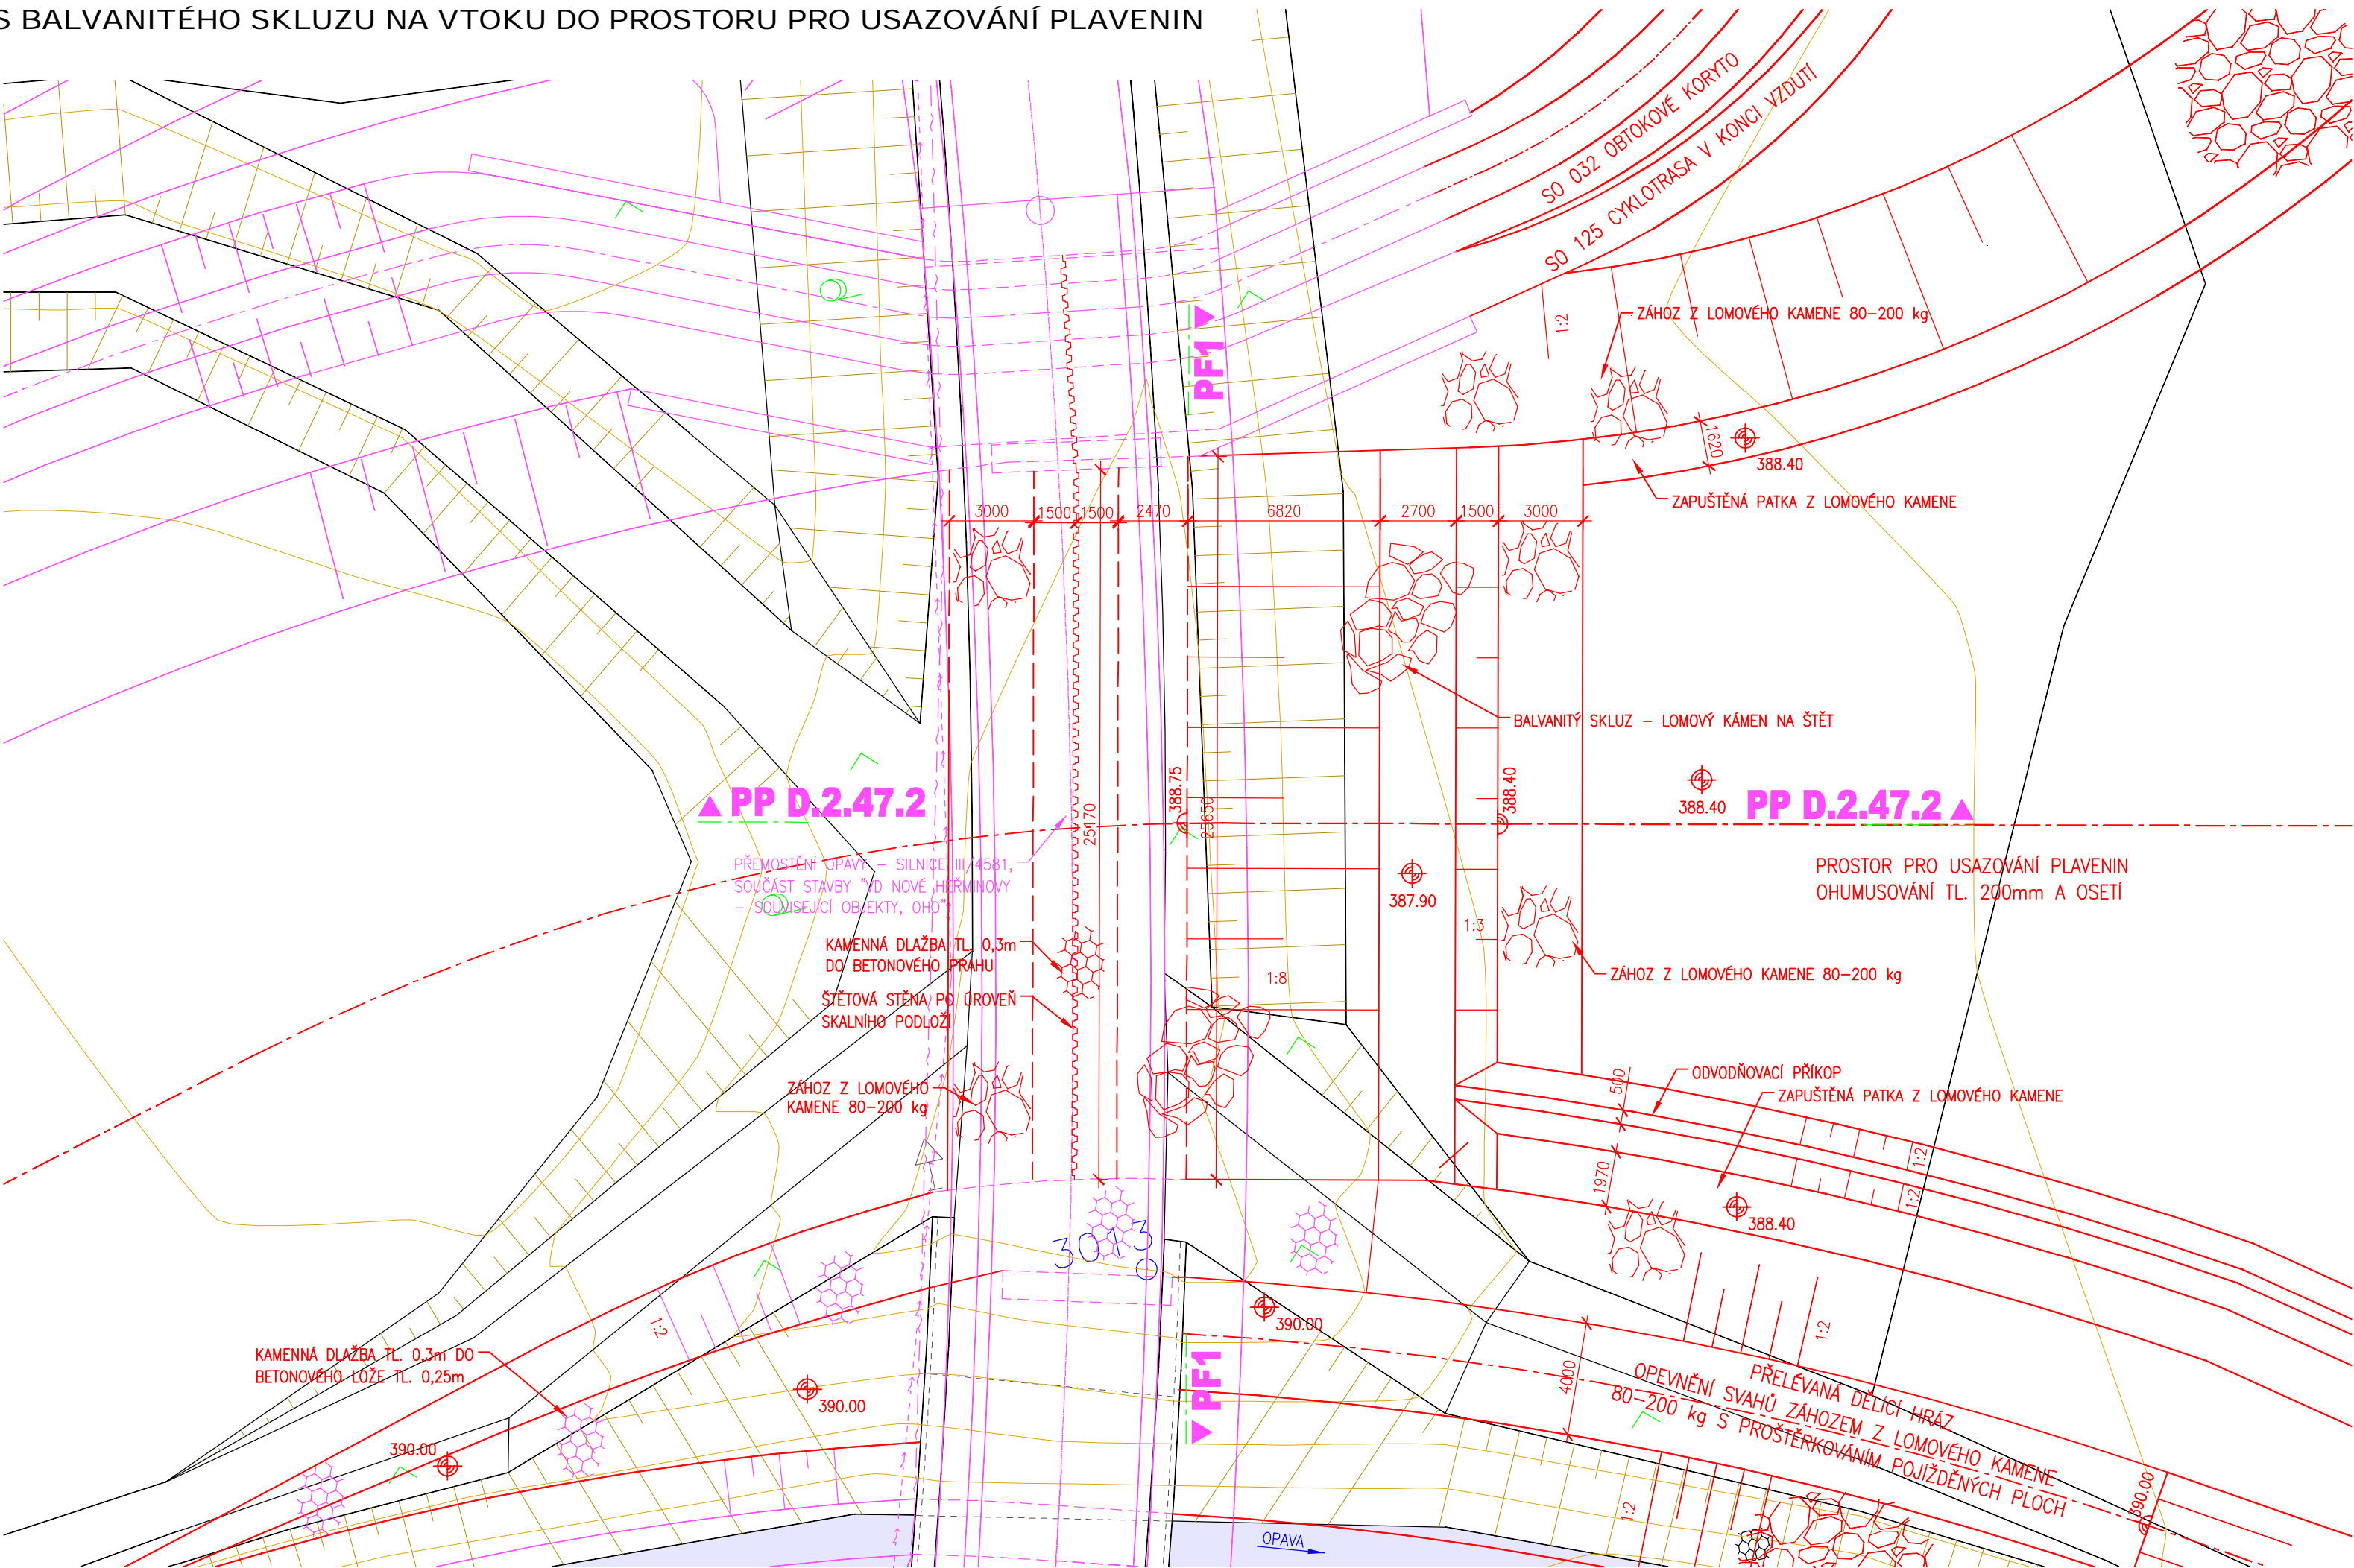 S BALVANITÉHO SKLUZU NA VTOKU DO PROSTORU PRO USAZOVÁNÍ PLAVENIN
SO 032 OBTOKOVÉ KORYTO
SO 125 CYKLOTRASA V KONCI VZDUTÍ
PF1
1:2
ZÁHOZ Z LOMOVÉHO KAMENE 80-200 kg
1620
388.40
ZAPUŠTĚNÁ PATKA Z LOMOVÉHO KAMENE
3000
1500
1500
2470
6820
2700
1500
3000
BALVANITÝ SKLUZ - LOMOVÝ KÁMEN NA ŠTĚT
388.75
25170
25650
388.40
388.40
PP D.2.47.2
PP D.2.47.2
PŘEMOSTĚNÍ OPAVY - SILNICE III/4581,
SOUČÁST STAVBY "VD NOVÉ HEŘMINOVY
- SOUVISEJÍCÍ OBJEKTY, OHO"
PROSTOR PRO USAZOVÁNÍ PLAVENIN
OHUMUSOVÁNÍ TL. 200mm A OSETÍ
387.90
1:3
KAMENNÁ DLAŽBA TL. 0,3m
DO BETONOVÉHO PRAHU
1:8
ZÁHOZ Z LOMOVÉHO KAMENE 80-200 kg
ŠTĚTOVÁ STĚNA PO ÚROVEŇ
SKALNÍHO PODLOŽÍ
ZÁHOZ Z LOMOVÉHO
KAMENE 80-200 kg
500
ODVODŇOVACÍ PŘÍKOP
ZAPUŠTĚNÁ PATKA Z LOMOVÉHO KAMENE
1:2
1:2
1970
388.40
3013
390.00
1:2
1:2
KAMENNÁ DLAŽBA TL. 0,3m DO
BETONOVÉHO LOŽE TL. 0,25m
PF1
4000
390.00
390.00
PŘELÉVANÁ DĚLÍCÍ HRÁZ
OPEVNĚNÍ SVAHŮ ZÁHOZEM Z LOMOVÉHO KAMENE
80-200 kg S PROŠTĚRKOVÁNÍM POJÍŽDĚNÝCH PLOCH
390.00
1:2
OPAVA